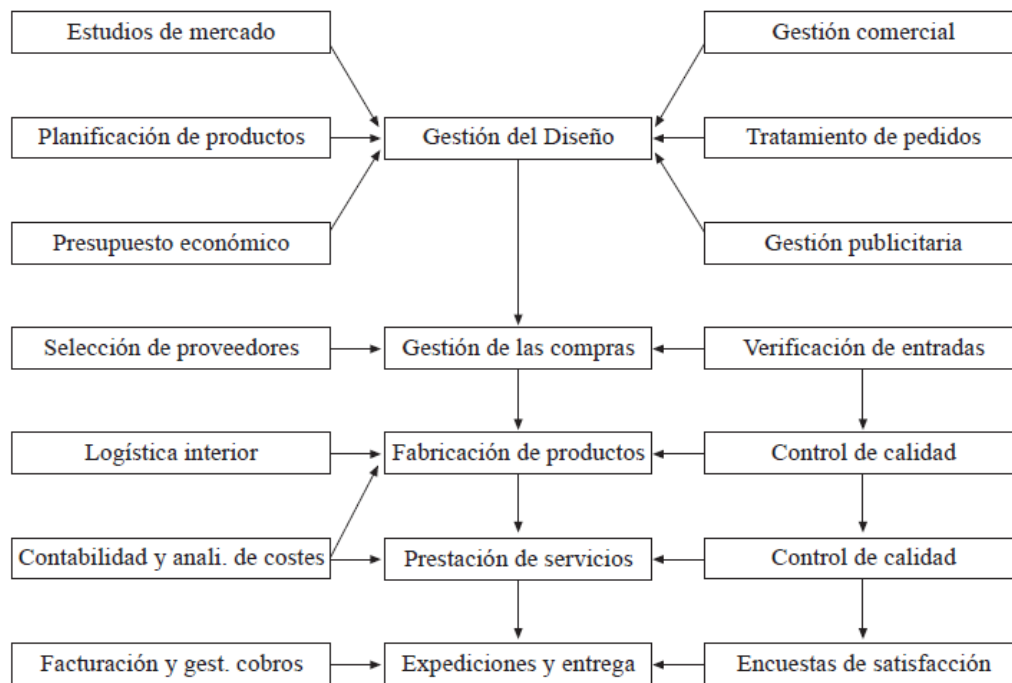 Estudios de mercado
Gestión comercial
Planificación de productos
Gestión del Diseño
Tratamiento de pedidos
Presupuesto económico
Gestión publicitaria
Selección de proveedores
Gestión de las compras
Verificación de entradas
Logística interior
Fabricación de productos
Control de calidad
Contabilidad y anali. de costes
Prestación de servicios
Control de calidad
Facturación y gest. cobros
Expediciones y entrega
Encuestas de satisfacción